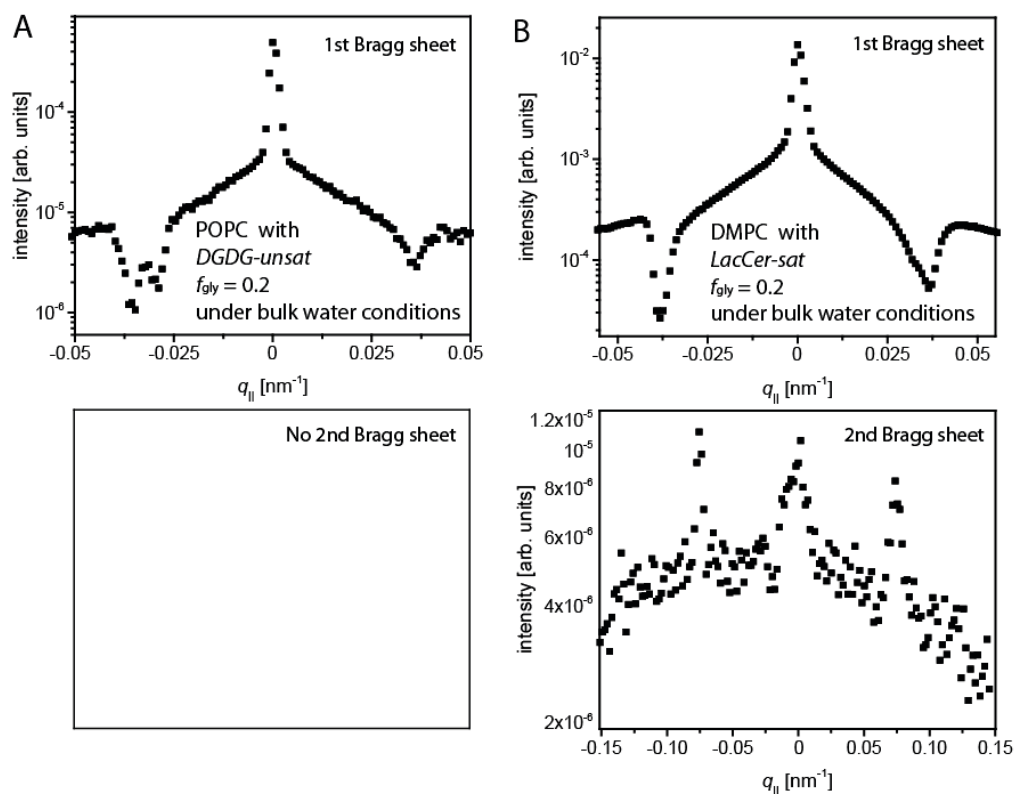 A
1st Bragg sheet
intensity [arb. units]
10⁻⁴
10⁻⁵
10⁻⁶
POPC with
DGDG-unsat
fgly = 0.2
under bulk water conditions
-0.05
-0.025
0
0.025
0.05
q|| [nm⁻¹]
B
1st Bragg sheet
intensity [arb. units]
10⁻²
10⁻³
10⁻⁴
DMPC with
LacCer-sat
fgly = 0.2
under bulk water conditions
-0.05
-0.025
0
0.025
0.05
q|| [nm⁻¹]
No 2nd Bragg sheet
2nd Bragg sheet
intensity [arb. units]
1.2x10⁻⁵
10⁻⁵
8x10⁻⁶
6x10⁻⁶
4x10⁻⁶
2x10⁻⁶
-0.15
-0.10
-0.05
0
0.05
0.10
0.15
q|| [nm⁻¹]